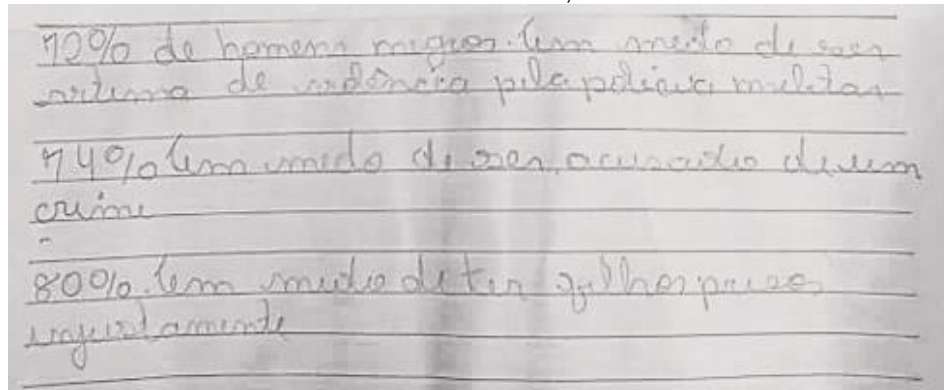 70% de homens negros tem medo de ser
vitima de violência pela policia militar
74% tem medo de ser acusado de um
crime
80% tem medo de ter filhos presos
injustamente